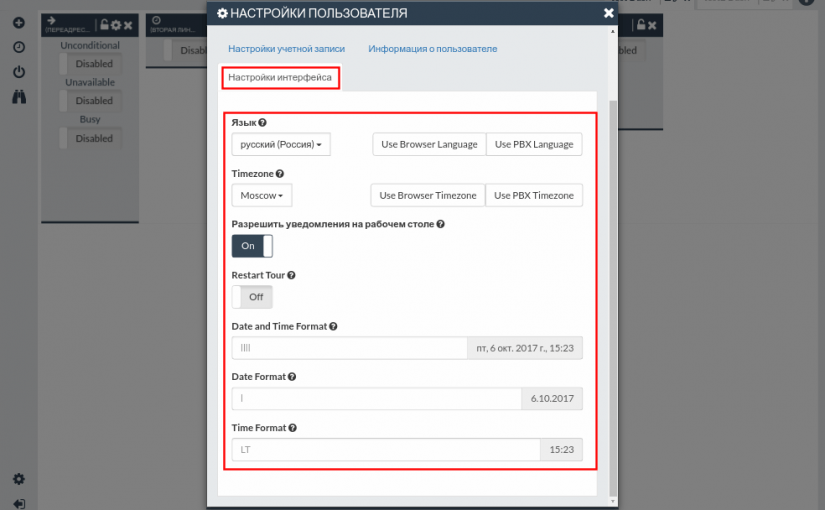 НАСТРОЙКИ ПОЛЬЗОВАТЕЛЯ
[ПЕРЕАДРЕС...
[ВТОРАЯ ЛИН...
Unconditional
Disabled
Unavailable
Disabled
Busy
Disabled
Настройки учетной записи Информация о пользователе
Настройки интерфейса
Язык
русский (Россия) Use Browser Language Use PBX Language
Timezone
Moscow Use Browser Timezone Use PBX Timezone
Разрешить уведомления на рабочем столе
On
Restart Tour
Off
Date and Time Format
llll пт, 6 окт. 2017 г., 15:23
Date Format
l 6.10.2017
Time Format
LT 15:23